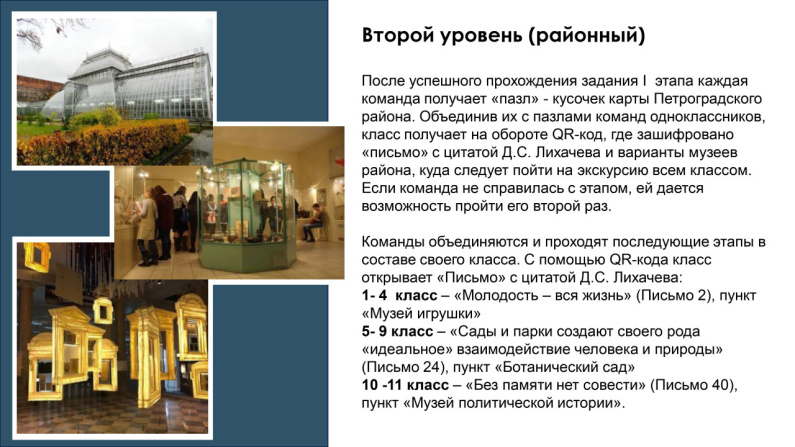 Второй уровень (районный)
После успешного прохождения задания I этапа каждая
команда получает «пазл» - кусочек карты Петроградского
района. Объединив их с пазлами команд одноклассников,
класс получает на обороте QR-код, где зашифровано
«письмо» с цитатой Д.С. Лихачева и варианты музеев
района, куда следует пойти на экскурсию всем классом.
Если команда не справилась с этапом, ей дается
возможность пройти его второй раз.
Команды объединяются и проходят последующие этапы в
составе своего класса. С помощью QR-кода класс
открывает «Письмо» с цитатой Д.С. Лихачева:
1- 4 класс – «Молодость – вся жизнь» (Письмо 2), пункт
«Музей игрушки»
5- 9 класс – «Сады и парки создают своего рода
«идеальное» взаимодействие человека и природы»
(Письмо 24), пункт «Ботанический сад»
10 -11 класс – «Без памяти нет совести» (Письмо 40),
пункт «Музей политической истории».